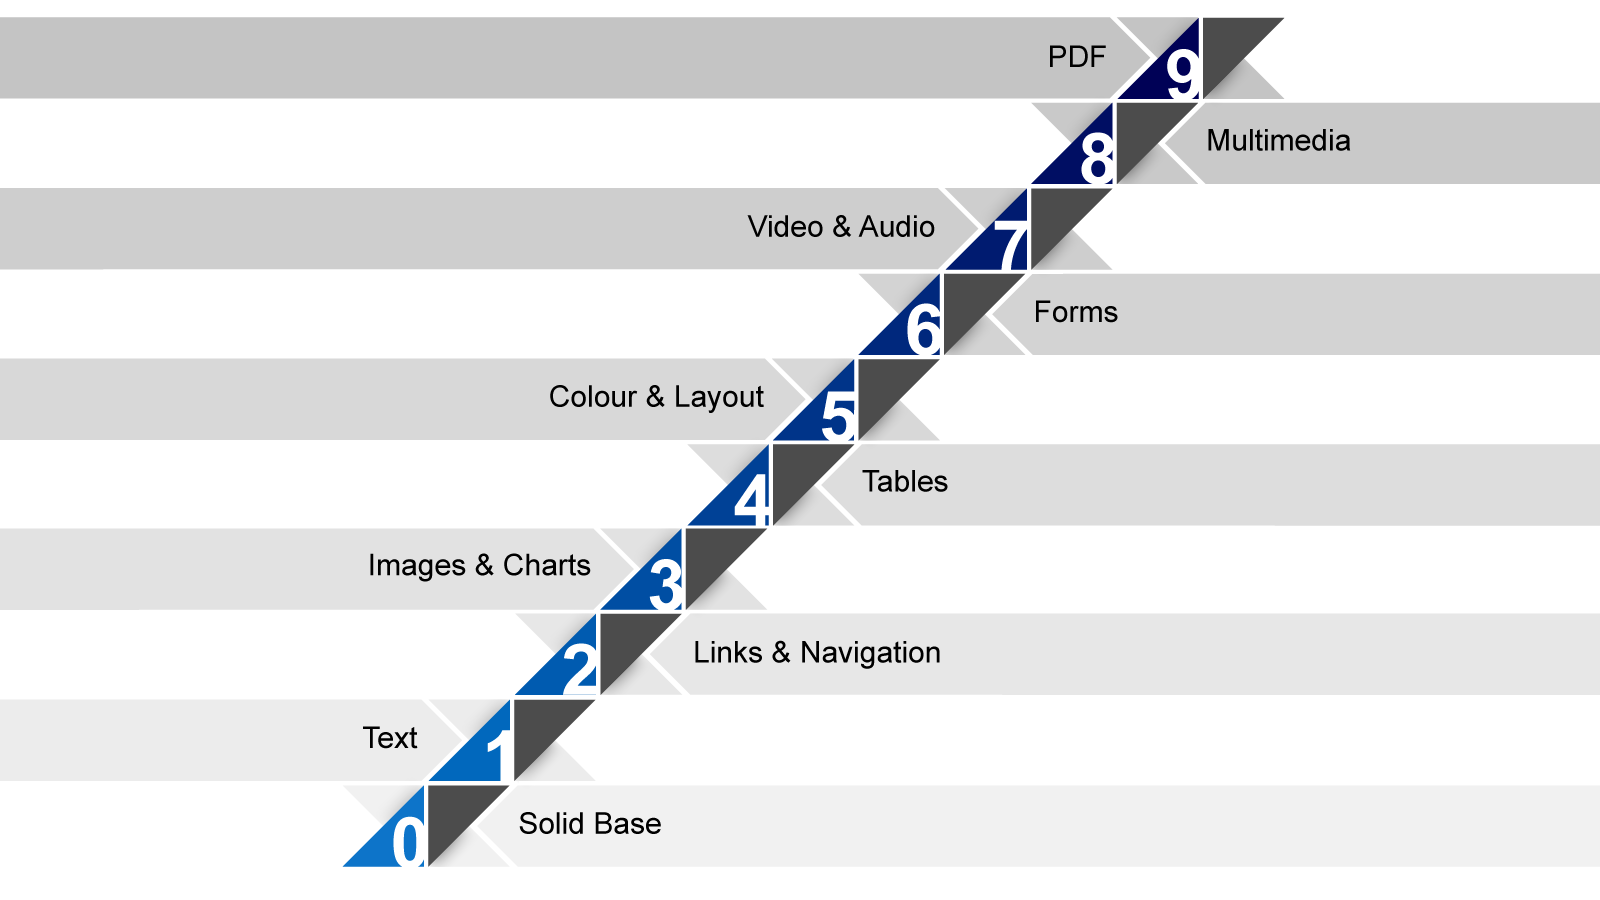 PDF 9
8 Multimedia
Video & Audio 7
6 Forms
Colour & Layout 5
4 Tables
Images & Charts 3
2 Links & Navigation
Text 1
0 Solid Base